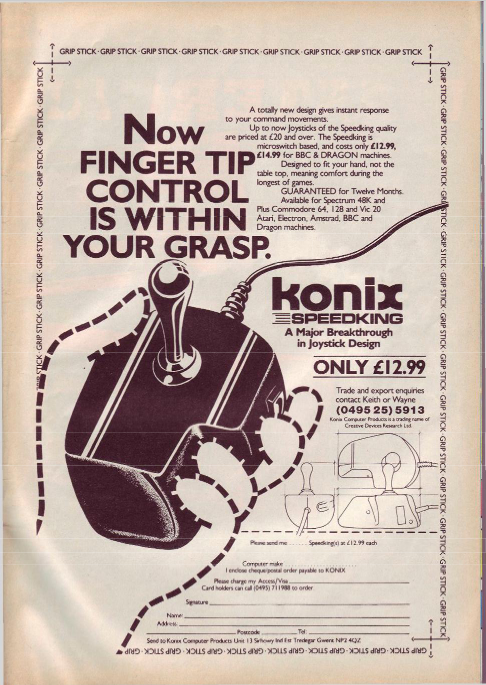 GRIP STICK · GRIP STICK · GRIP STICK · GRIP STICK · GRIP STICK · GRIP STICK · GRIP STICK · GRIP STICK · GRIP STICK
Now
FINGER TIP
CONTROL
IS WITHIN
YOUR GRASP.
A totally new design gives instant response
to your command movements.
Up to now Joysticks of the Speedking quality
are priced at £20 and over. The Speedking is
microswitch based, and costs only £12.99,
£14.99 for BBC & DRAGON machines.
Designed to fit your hand, not the
table top, meaning comfort during the
longest of games.
GUARANTEED for Twelve Months.
Available for Spectrum 48K and
Plus Commodore 64, 128 and Vic 20
Atari, Electron, Amstrad, BBC and
Dragon machines.
konix
SPEEDKING
A Major Breakthrough
in Joystick Design
ONLY £12.99
Trade and export enquiries
contact Keith or Wayne
(0495 25) 5913
Konix Computer Products is a trading name of
Creative Devices Research Ltd
Please send me ........ Speedking(s) at £12.99 each
Computer make
I enclose cheque/postal order payable to KONIX
Please charge my Access/Visa
Card holders can call (0495) 711988 to order
Signature
Name:
Address:
Postcode Tel:
Send to Konix Computer Products Unit 13 Sirhowy Ind Est Tredegar Gwent NP2 4QZ
GRIP STICK · GRIP STICK · GRIP STICK · GRIP STICK · GRIP STICK · GRIP STICK · GRIP STICK · GRIP STICK